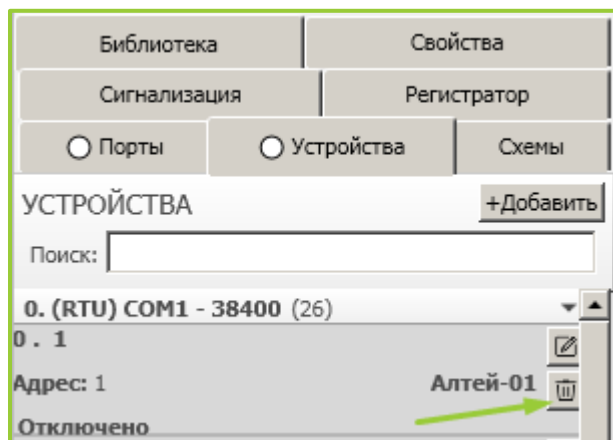 Библиотека Свойства
Сигнализация Регистратор
Порты Устройства Схемы
УСТРОЙСТВА +Добавить
Поиск:
0. (RTU) COM1 - 38400 (26)
0 . 1
Адрес: 1 Алтей-01
Отключено